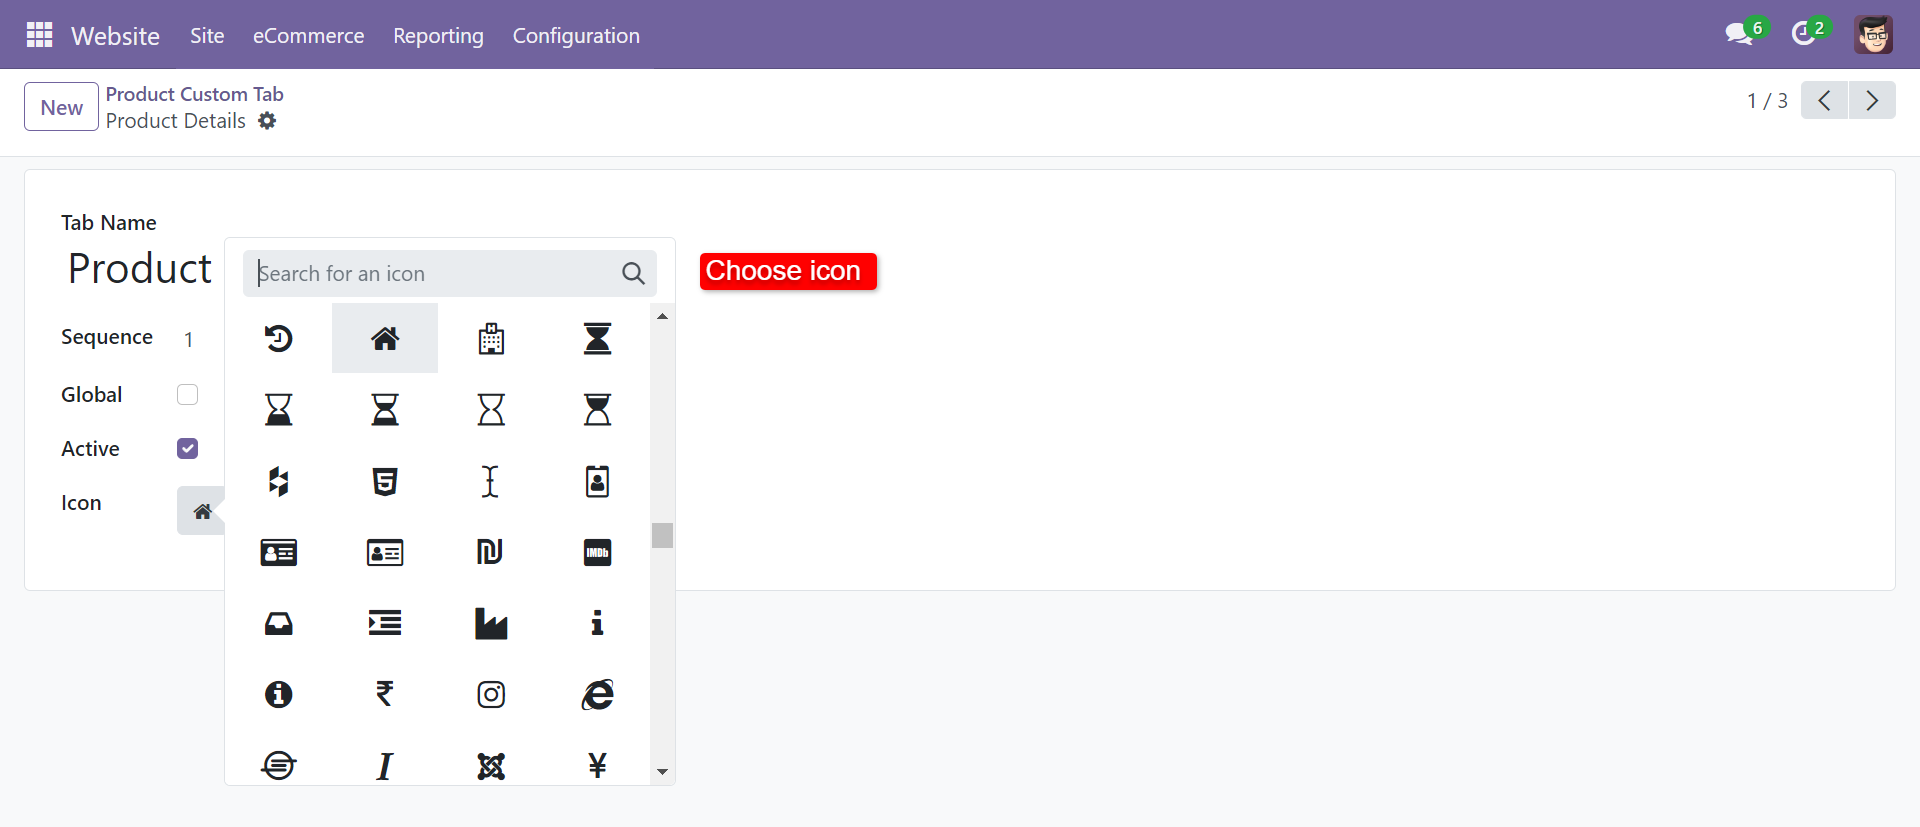 Website Site eCommerce Reporting Configuration 6 2
New
Product Custom Tab
Product Details
1 / 3
Tab Name
Product
Search for an icon
Choose icon
Sequence 1
Global
Active
Icon
IMDb